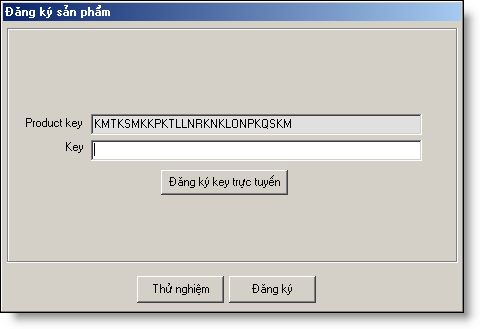 Đăng ký sản phẩm
Product key KMTKSMKKPKTLLNRKNKLONPKQSKM
Key
Đăng ký key trực tuyến
Thử nghiệm Đăng ký